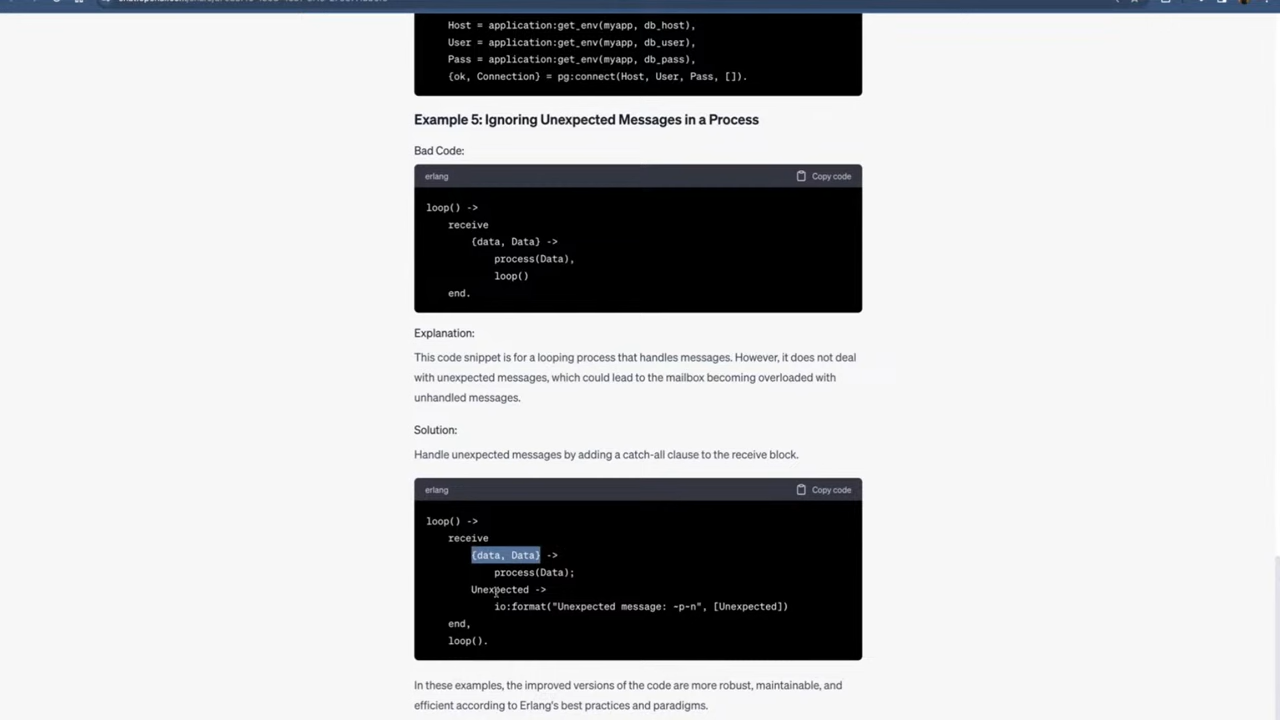 Host = application:get_env(myapp, db_host),
User = application:get_env(myapp, db_user),
Pass = application:get_env(myapp, db_pass),
{ok, Connection} = pg:connect(Host, User, Pass, []).
Example 5: Ignoring Unexpected Messages in a Process
Bad Code:
erlang
Copy code
loop() ->
receive
{data, Data} ->
process(Data),
loop()
end.
Explanation:
This code snippet is for a looping process that handles messages. However, it does not deal
with unexpected messages, which could lead to the mailbox becoming overloaded with
unhandled messages.
Solution:
Handle unexpected messages by adding a catch-all clause to the receive block.
erlang
Copy code
loop() ->
receive
{data, Data} ->
process(Data);
Unexpected ->
io:format("Unexpected message: ~p~n", [Unexpected])
end,
loop().
In these examples, the improved versions of the code are more robust, maintainable, and
efficient according to Erlang's best practices and paradigms.